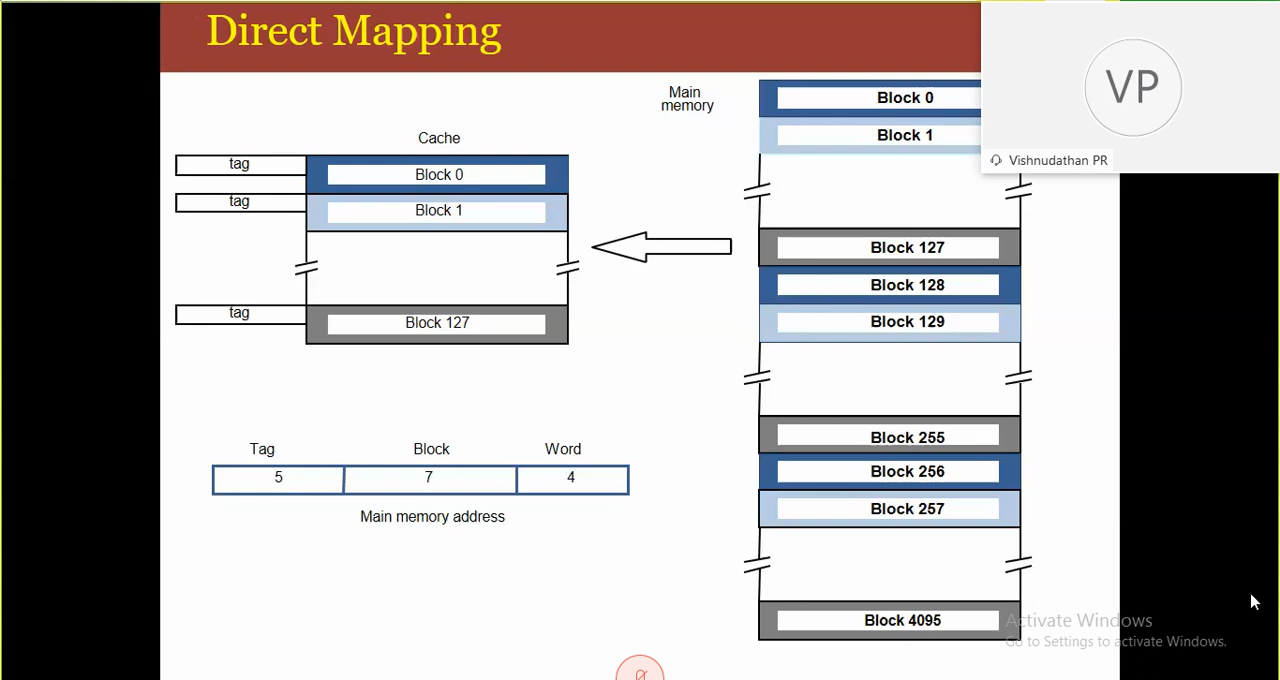 Direct Mapping
VP
Vishnudathan PR
Main
memory
Block 0
Block 1
Block 127
Block 128
Block 129
Block 255
Block 256
Block 257
Block 4095
Cache
tag
Block 0
tag
Block 1
tag
Block 127
Tag Block Word
5 7 4
Main memory address
Activate Windows
Go to Settings to activate Windows.